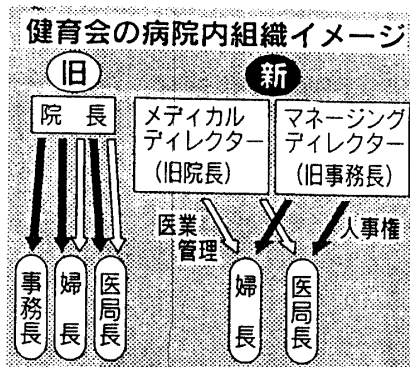 健育会の病院内組織イメージ
旧
院長
事務長
婦長
医局長
新
メディカル
ディレクター
(旧院長)
マネージング
ディレクター
(旧事務長)
医業
管理
人事権
婦長
医局長